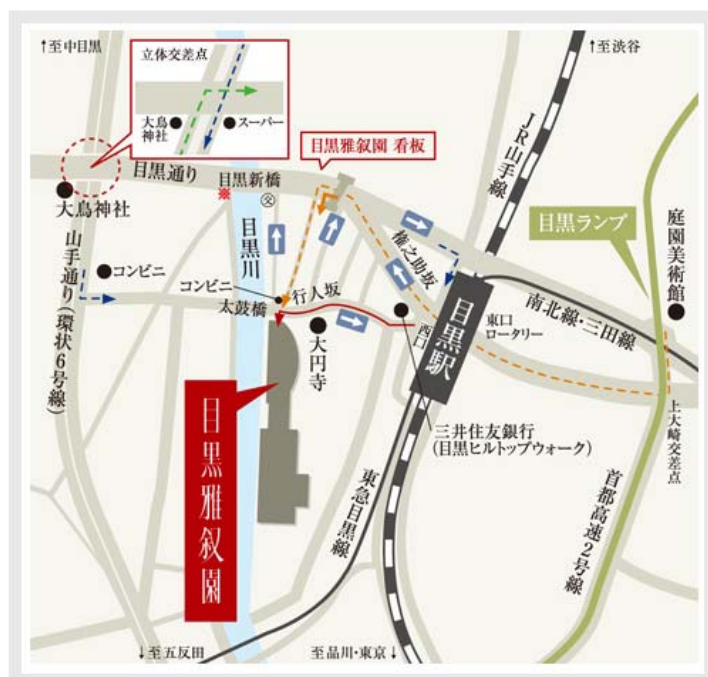 ↑至中目黒
↑至渋谷
立体交差点
大鳥
神社
スーパー
目黒雅叙園 看板
JR山手線
目黒通り
目黒新橋
※
交
大鳥神社
目黒川
目黒ランプ
庭園美術館
山手通り(環状6号線)
コンビニ
コンビニ
太鼓橋
行人坂
権之助坂
大円寺
西口
目黒駅
東口
ロータリー
南北線・三田線
目黒雅叙園
三井住友銀行
(目黒ヒルトップウォーク)
上大崎交差点
東急目黒線
首都高速2号線
↓至五反田
至品川・東京↓